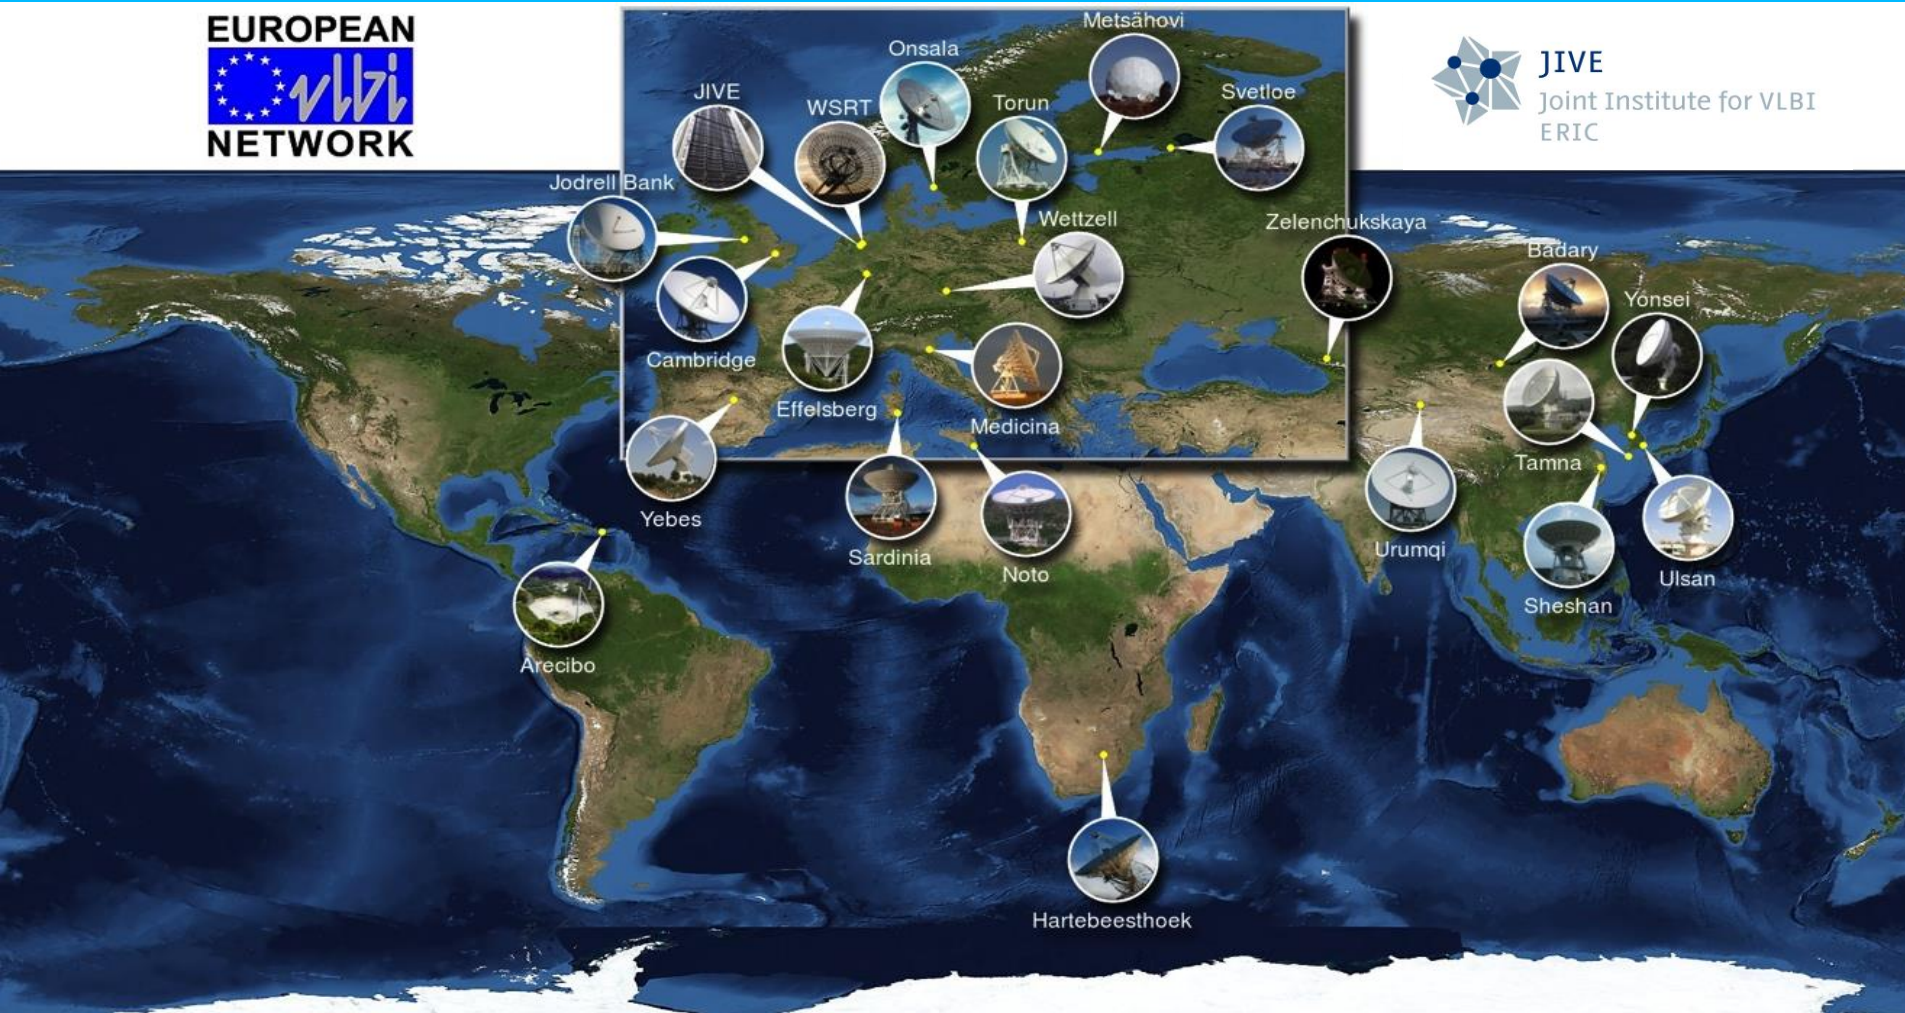 EUROPEAN
vlbi
NETWORK
JIVE
Joint Institute for VLBI
ERIC
Metsähovi
Onsala
JIVE
WSRT
Torun
Svetloe
Jodrell Bank
Wettzell
Zelenchukskaya
Badary
Yonsei
Cambridge
Effelsberg
Medicina
Tamna
Yebes
Sardinia
Noto
Urumqi
Ulsan
Sheshan
Arecibo
Hartebeesthoek